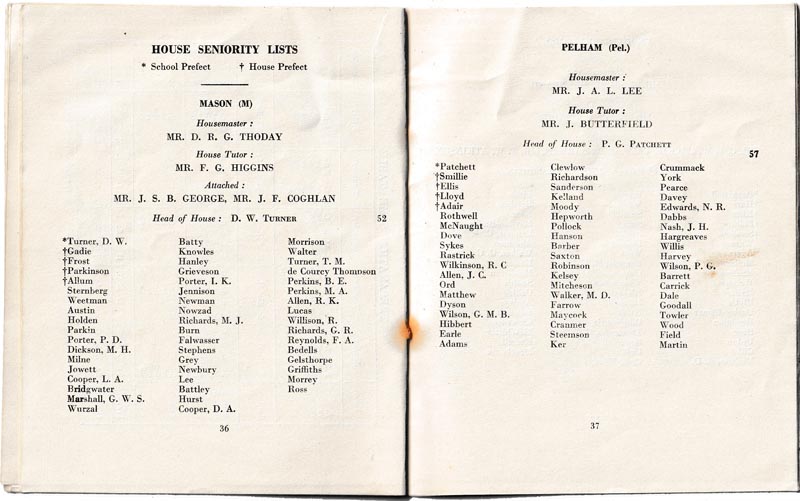 HOUSE SENIORITY LISTS
* School Prefect † House Prefect
MASON (M)
Housemaster :
MR. D. R. G. THODAY
House Tutor :
MR. F. G. HIGGINS
Attached :
MR. J. S. B. GEORGE, MR. J. F. COGHLAN
Head of House : D. W. TURNER 52
*Turner, D. W. Batty Morrison
†Gadie Knowles Walter
†Frost Hanley Turner, T. M.
†Parkinson Grieveson de Courcy Thompson
†Allum Porter, I. K. Perkins, B. E.
Sternberg Jennison Perkins, M. A.
Weetman Newman Allen, R. K.
Austin Nowzad Lucas
Holden Richards, M. J. Willison, R.
Parkin Burn Richards, G. R.
Porter, P. D. Falwasser Reynolds, F. A.
Dickson, M. H. Stephens Bedells
Milne Grey Gelsthorpe
Jowett Newbury Griffiths
Cooper, L. A. Lee Morrey
Bridgwater Battley Ross
Marshall, G. W. S. Hurst
Wurzal Cooper, D. A.
36
PELHAM (Pel.)
Housemaster :
MR. J. A. L. LEE
House Tutor :
MR. J. BUTTERFIELD
Head of House : P. G. PATCHETT
57
*Patchett Clewlow Crummack
†Smillie Richardson York
†Ellis Sanderson Pearce
†Lloyd Kelland Davey
†Adair Moody Edwards, N. R.
Rothwell Hepworth Dabbs
McNaught Pollock Nash, J. H.
Dove Hanson Hargreaves
Sykes Barber Willis
Rastrick Saxton Harvey
Wilkinson, R. C Robinson Wilson, P. G.
Allen, J. C. Kelsey Barrett
Ord Mitcheson Carrick
Matthew Walker, M. D. Dale
Dyson Farrow Goodall
Wilson, G. M. B. Maycock Towler
Hibbert Cranmer Wood
Earle Steemson Field
Adams Ker Martin
37